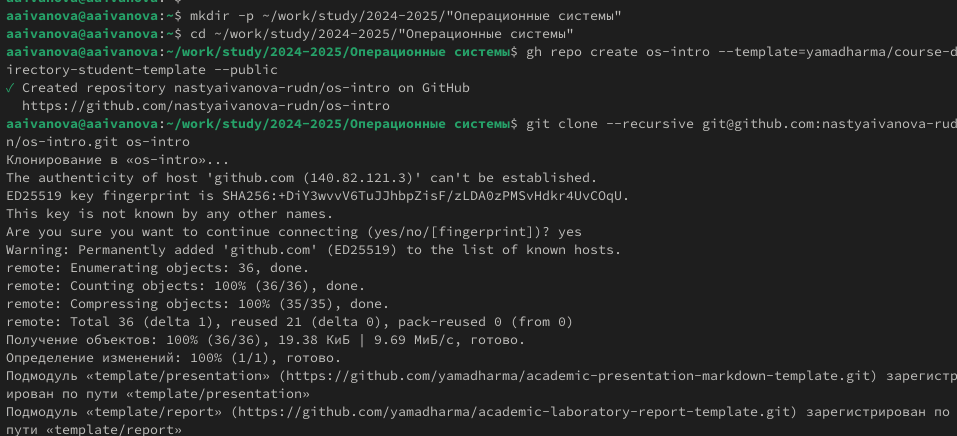 aaivanova@aaivanova:~$ mkdir -p ~/work/study/2024-2025/"Операционные системы"
aaivanova@aaivanova:~$ cd ~/work/study/2024-2025/"Операционные системы"
aaivanova@aaivanova:~/work/study/2024-2025/Операционные системы$ gh repo create os-intro --template=yamadharma/course-d
irectory-student-template --public
✓ Created repository nastyaivanova-rudn/os-intro on GitHub
  https://github.com/nastyaivanova-rudn/os-intro
aaivanova@aaivanova:~/work/study/2024-2025/Операционные системы$ git clone --recursive git@github.com:nastyaivanova-rud
n/os-intro.git os-intro
Клонирование в «os-intro»...
The authenticity of host 'github.com (140.82.121.3)' can't be established.
ED25519 key fingerprint is SHA256:+DiY3wvvV6TuJJhbpZisF/zLDA0zPMSvHdkr4UvCOqU.
This key is not known by any other names.
Are you sure you want to continue connecting (yes/no/[fingerprint])? yes
Warning: Permanently added 'github.com' (ED25519) to the list of known hosts.
remote: Enumerating objects: 36, done.
remote: Counting objects: 100% (36/36), done.
remote: Compressing objects: 100% (35/35), done.
remote: Total 36 (delta 1), reused 21 (delta 0), pack-reused 0 (from 0)
Получение объектов: 100% (36/36), 19.38 КиБ | 9.69 МиБ/с, готово.
Определение изменений: 100% (1/1), готово.
Подмодуль «template/presentation» (https://github.com/yamadharma/academic-presentation-markdown-template.git) зарегистр
ирован по пути «template/presentation»
Подмодуль «template/report» (https://github.com/yamadharma/academic-laboratory-report-template.git) зарегистрирован по
пути «template/report»